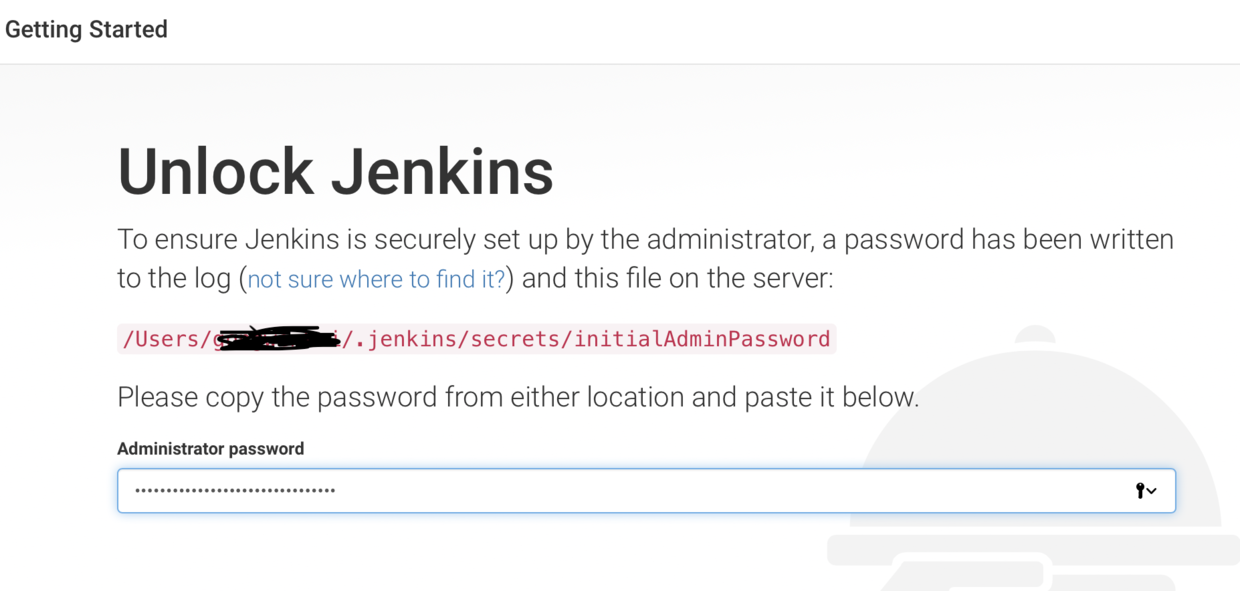 Getting Started
Unlock Jenkins
To ensure Jenkins is securely set up by the administrator, a password has been written
to the log (not sure where to find it?) and this file on the server:
/Users/ /.jenkins/secrets/initialAdminPassword
Please copy the password from either location and paste it below.
Administrator password